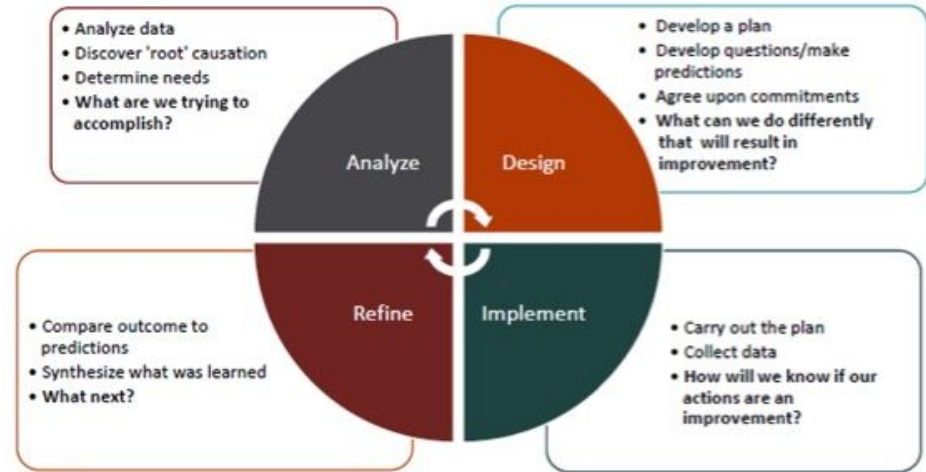 • Analyze data
• Discover 'root' causation
• Determine needs
• What are we trying to
accomplish?
Analyze
Design
• Develop a plan
• Develop questions/make
predictions
• Agree upon commitments
• What can we do differently
that will result in
improvement?
• Compare outcome to
predictions
• Synthesize what was learned
• What next?
Refine
Implement
• Carry out the plan
• Collect data
• How will we know if our
actions are an
improvement?